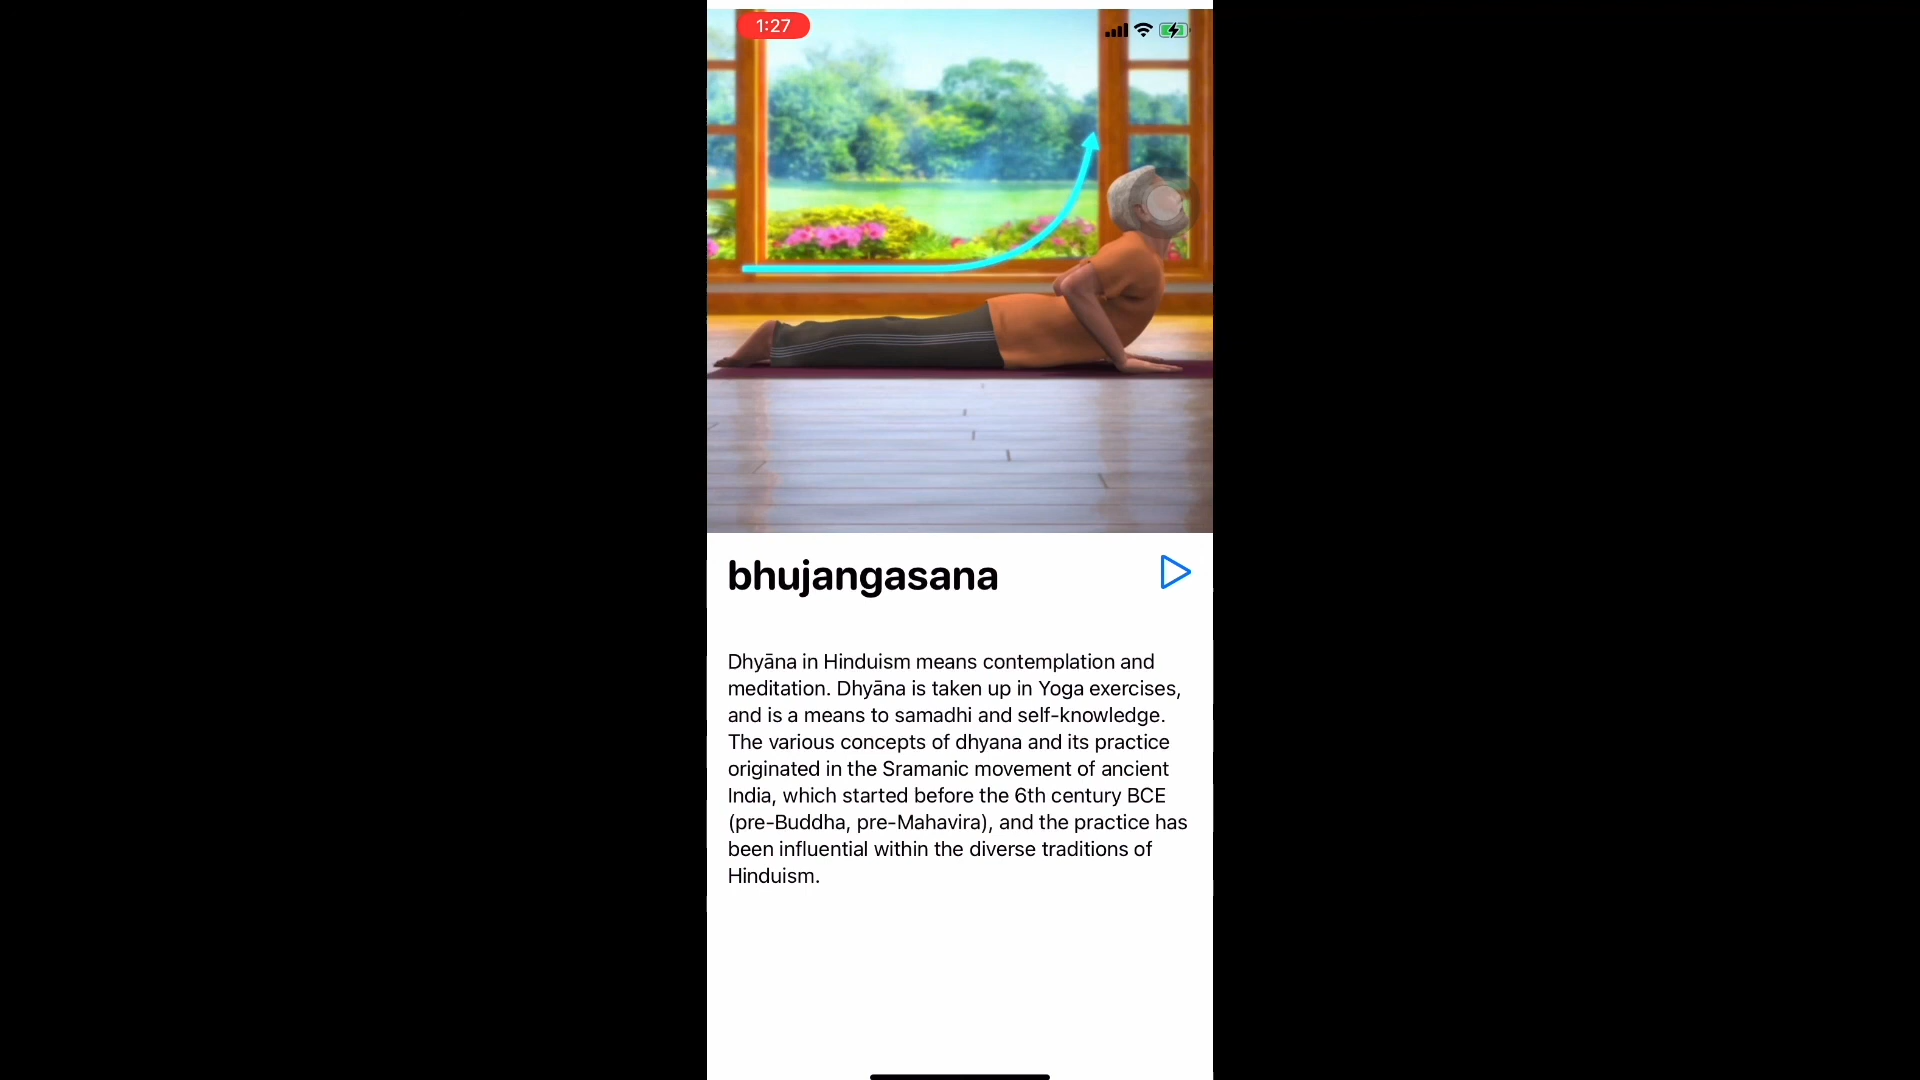 1:27
bhujangasana
Dhyāna in Hinduism means contemplation and
meditation. Dhyāna is taken up in Yoga exercises,
and is a means to samadhi and self-knowledge.
The various concepts of dhyana and its practice
originated in the Sramanic movement of ancient
India, which started before the 6th century BCE
(pre-Buddha, pre-Mahavira), and the practice has
been influential within the diverse traditions of
Hinduism.